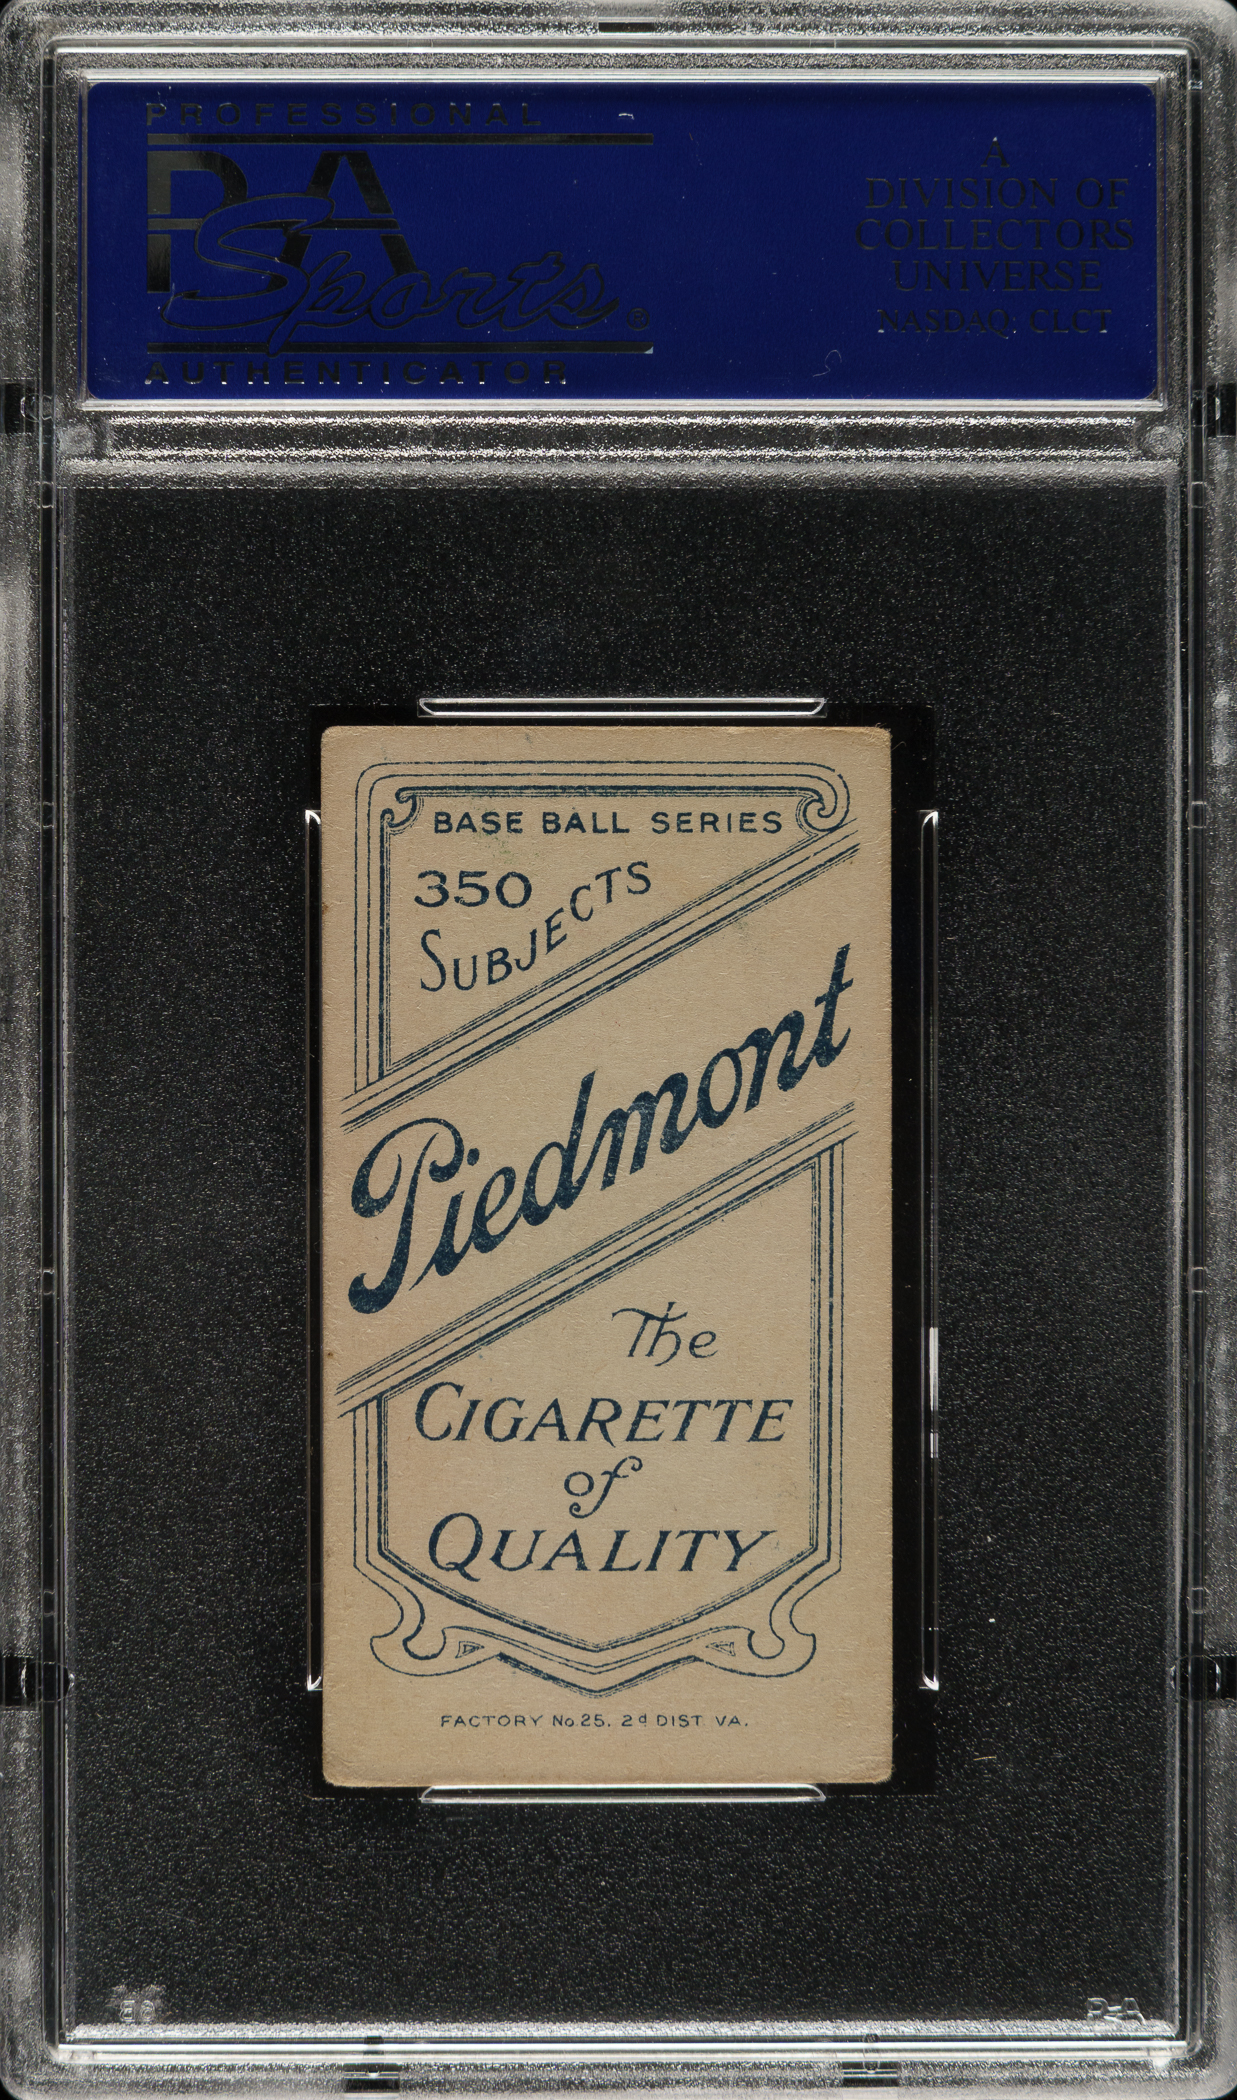 PROFESSIONAL
PSA
Sports ®
AUTHENTICATOR
A
DIVISION OF
COLLECTORS
UNIVERSE
NASDAQ: CLCT
BASE BALL SERIES
350
SUBJECTS
Piedmont
The
CIGARETTE
of
QUALITY
FACTORY No.25. 2d DIST. VA.
PSA